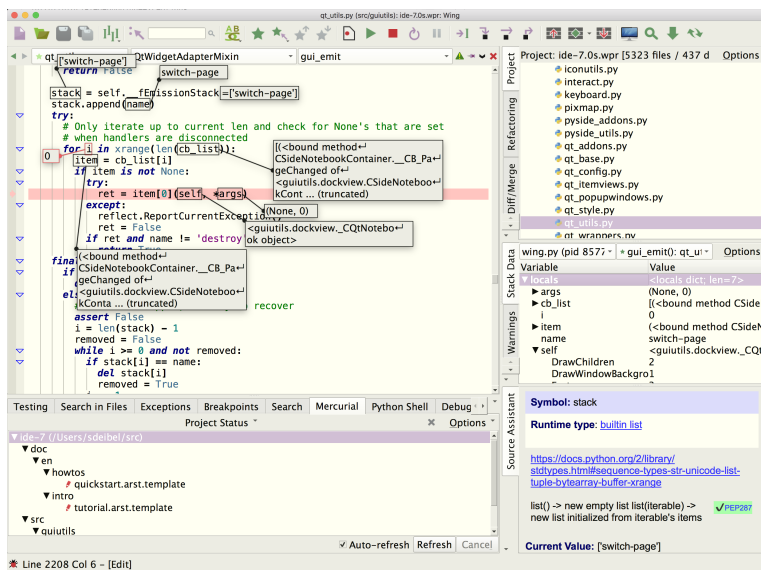 qt_utils.py (src/guiutils): ide-7.0s.wpr: Wing
QtWidgetAdapterMixin
gui_emit
['switch-page']
return False
switch-page
stack = self.__fEmissionStack =['switch-page']
stack.append(name)
try:
# Only iterate up to current len and check for None's that are set
# when handlers are disconnected
for i in xrange(len(cb_list)):
0
item = cb_list[i]
if item is not None:
try:
ret = item[0](self, *args)
except:
reflect.ReportCurrentException()
ret = False
if ret and name != 'destroy
[(<bound method↵
CSideNotebookContainer.__CB_Pa↵
geChanged of↵
<guiutils.dockview.CSideNoteboo↵
kCont ... (truncated)
(None, 0)
<guiutils.dockview._CQtNotebo↵
ok object>
(<bound method↵
CSideNotebookContainer.__CB_Pa↵
geChanged of↵
<guiutils.dockview.CSideNoteboo↵
kConta ... (truncated)
recover
assert False
i = len(stack) - 1
removed = False
while i >= 0 and not removed:
if stack[i] == name:
del stack[i]
removed = True
Project
Refactoring
Diff/Merge
Project: ide-7.0s.wpr [5323 files / 437 d
Options
iconutils.py
interact.py
keyboard.py
pixmap.py
pyside_addons.py
pyside_utils.py
qt_addons.py
qt_base.py
qt_config.py
qt_itemviews.py
qt_popupwindows.py
qt_style.py
qt_utils.py
qt_wrappers.py
Stack Data
Warnings
wing.py (pid 8577
gui_emit(): qt_ut
Options
Variable Value
locals <locals dict; len=7>
args (None, 0)
cb_list [(<bound method CSide
i 0
item (<bound method CSideN
name switch-page
self <guiutils.dockview._CQt
DrawChildren 2
DrawWindowBackgro1
Testing Search in Files Exceptions Breakpoints Search Mercurial Python Shell Debug
Project Status
Options
ide-7 (/Users/sdeibel/src)
doc
en
howtos
quickstart.arst.template
intro
tutorial.arst.template
src
guiutils
Auto-refresh Refresh Cancel
Source Assistant
Symbol: stack
Runtime type: builtin list
https://docs.python.org/2/library/
stdtypes.html#sequence-types-str-unicode-list-
tuple-bytearray-buffer-xrange
list() -> new empty list list(iterable) ->
new list initialized from iterable's items
✓PEP287
Current Value: ['switch-page']
Line 2208 Col 6 – [Edit]